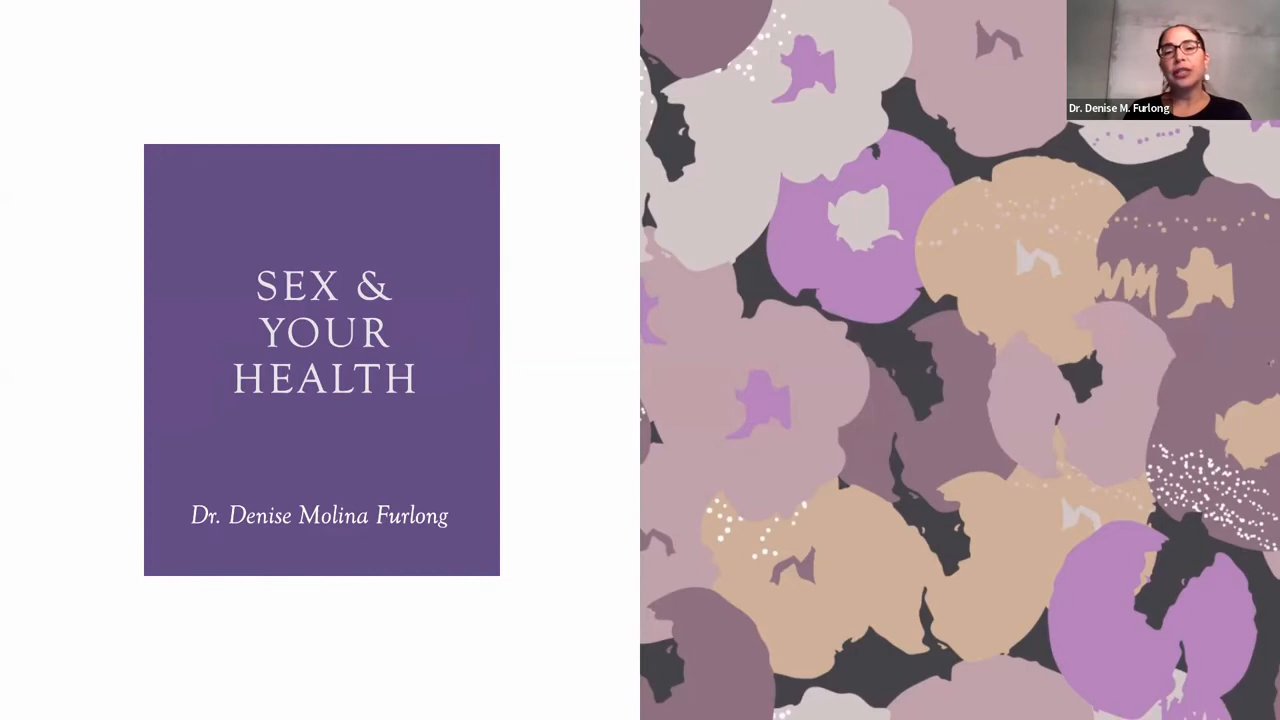 SEX &
YOUR
HEALTH
Dr. Denise Molina Furlong
Dr. Denise M. Furlong